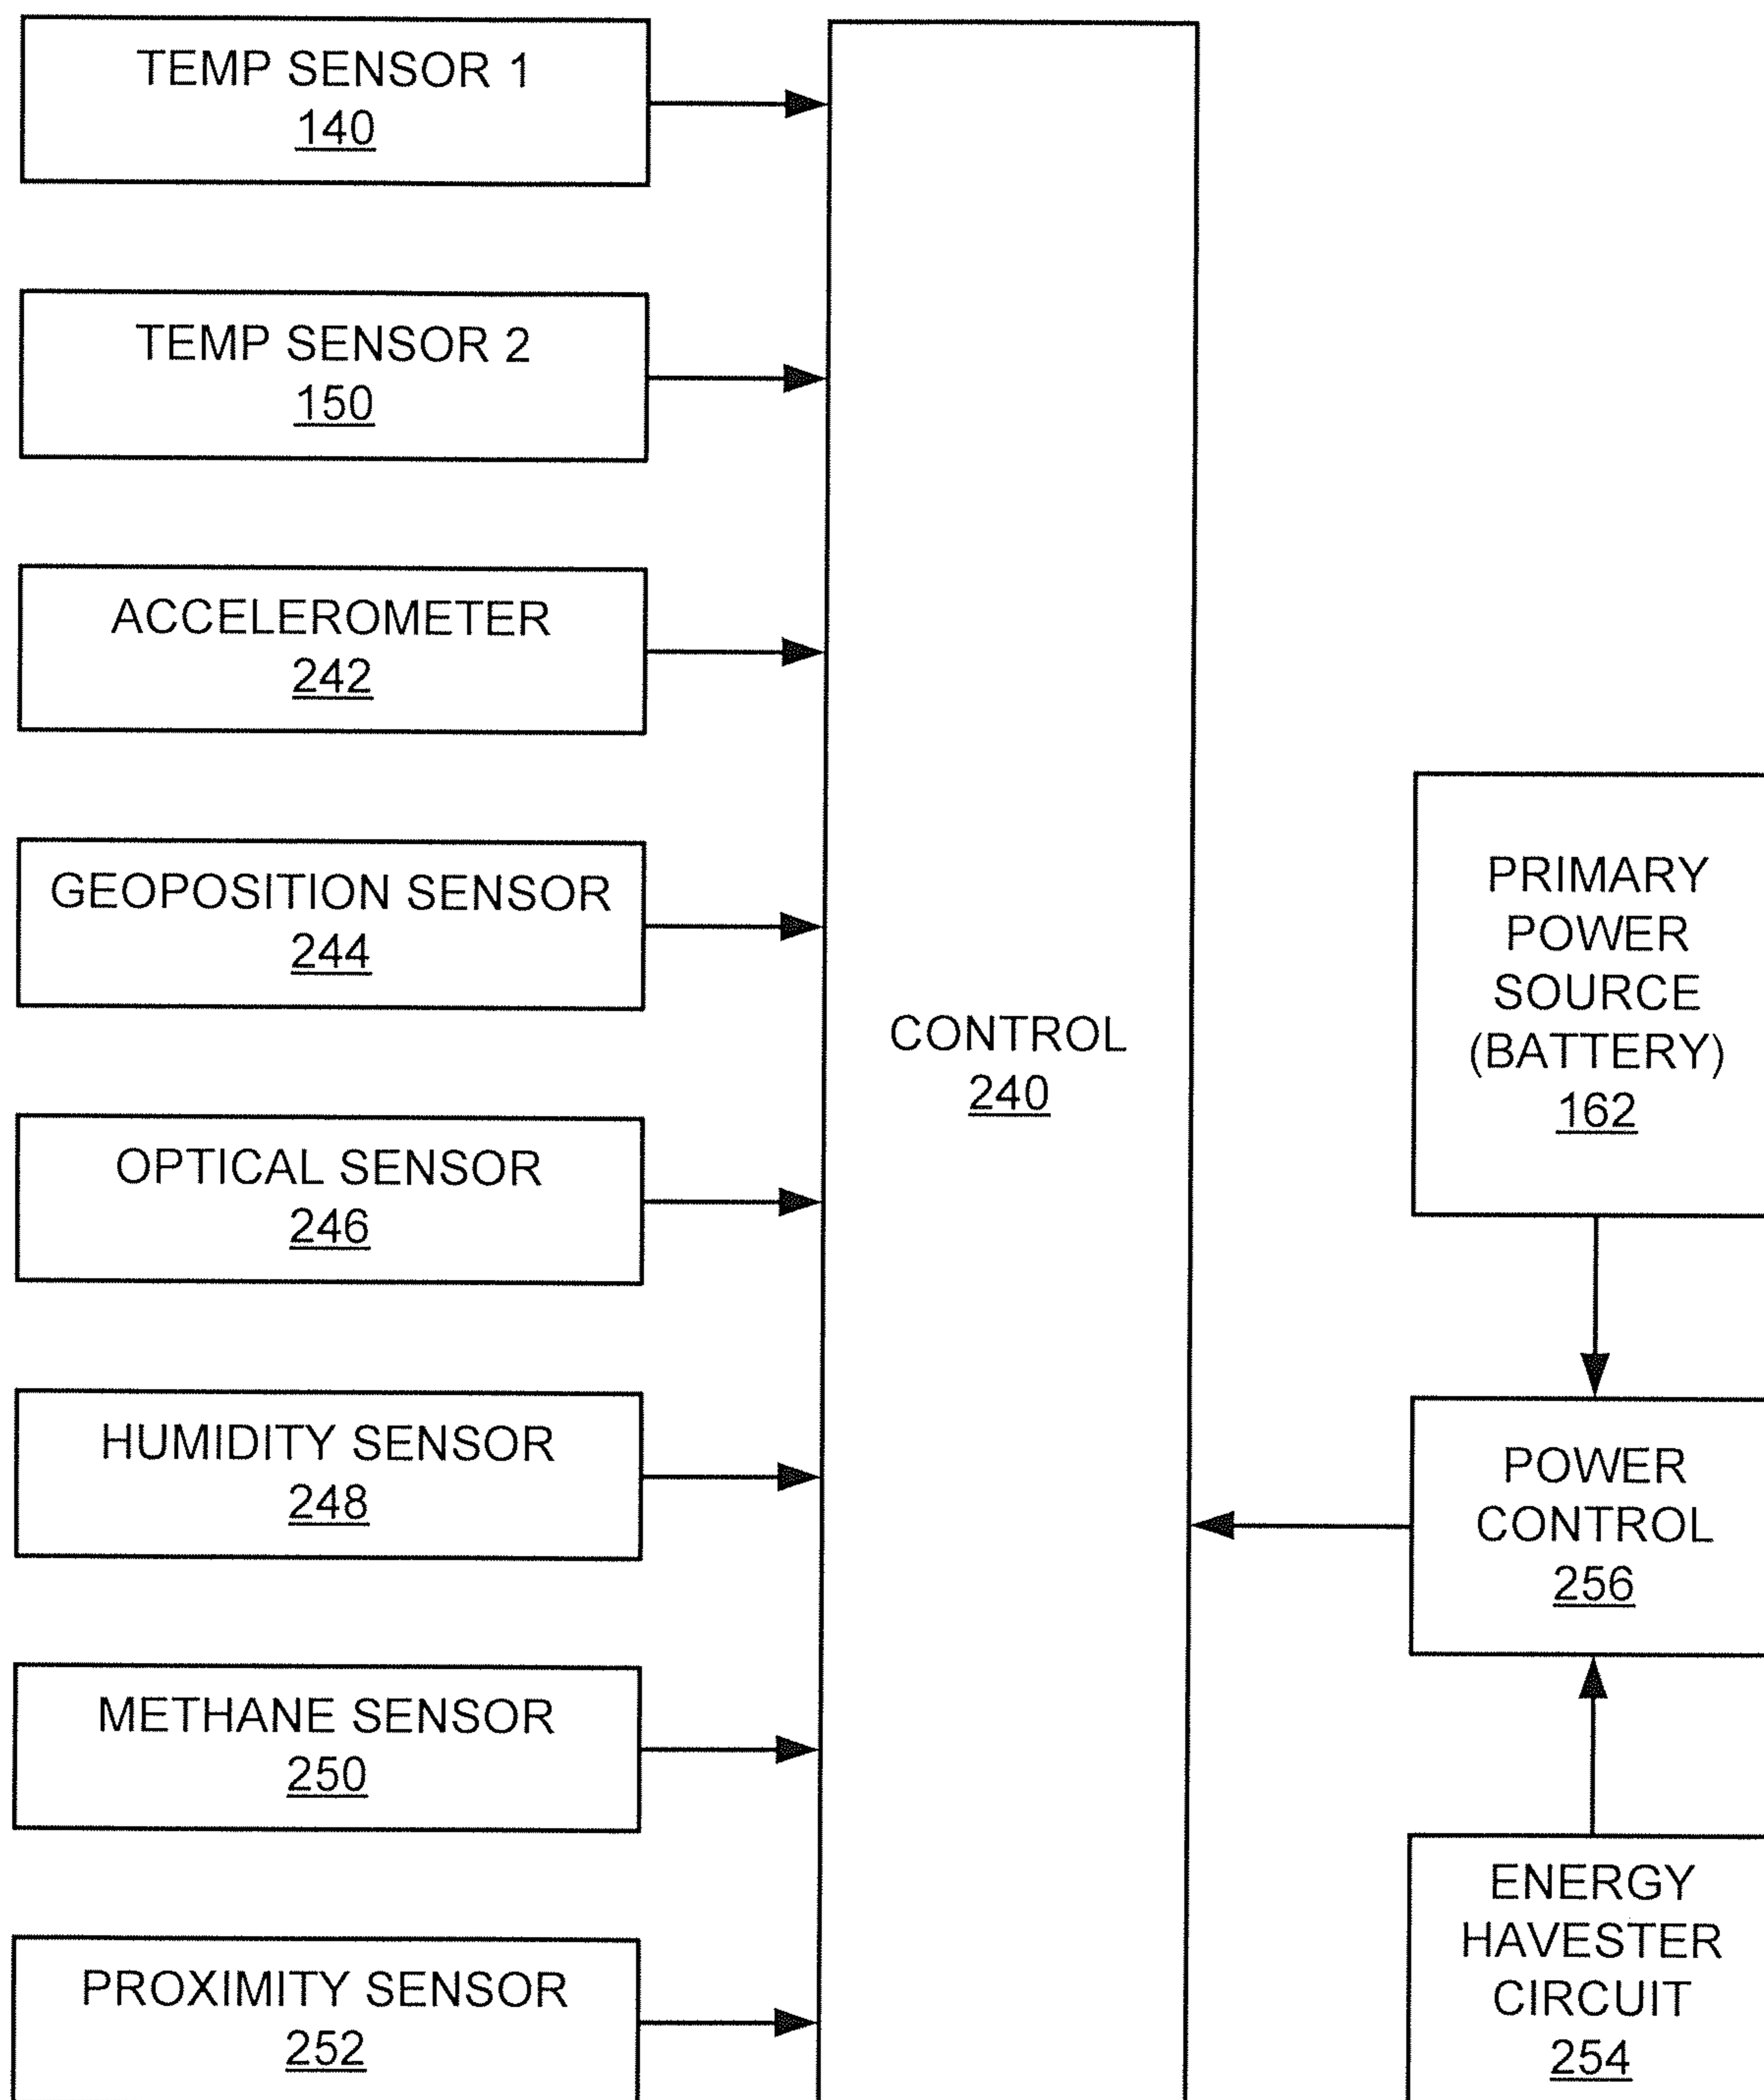 TEMP SENSOR 1
140
TEMP SENSOR 2
150
ACCELEROMETER
242
GEOPOSITION SENSOR
244
OPTICAL SENSOR
246
HUMIDITY SENSOR
248
METHANE SENSOR
250
PROXIMITY SENSOR
252
CONTROL
240
PRIMARY
POWER
SOURCE
(BATTERY)
162
POWER
CONTROL
256
ENERGY
HAVESTER
CIRCUIT
254